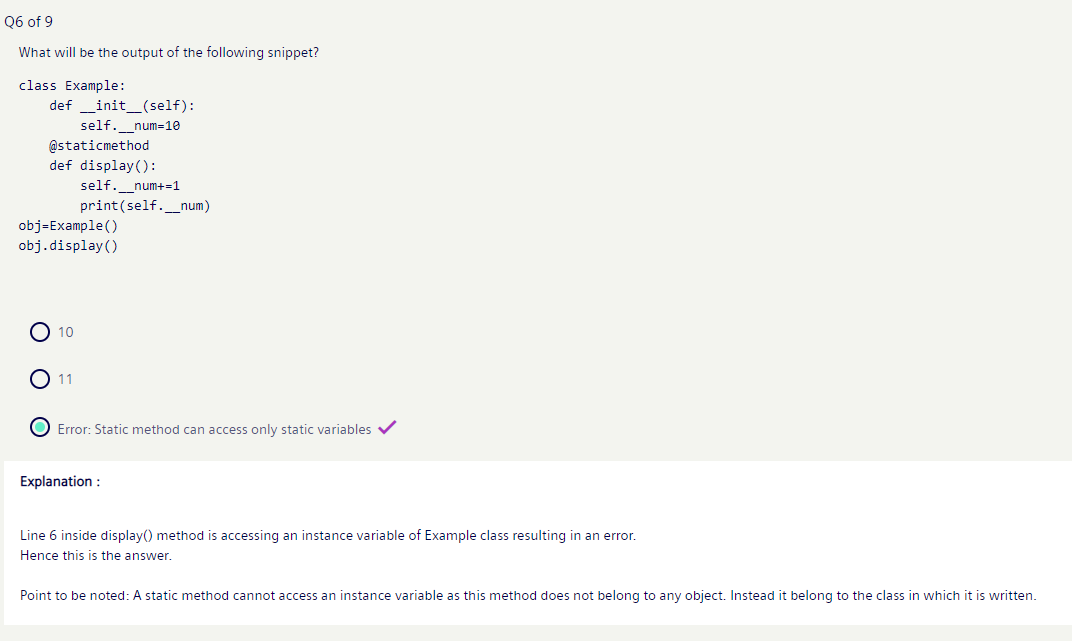 Q6 of 9
What will be the output of the following snippet?
class Example:
    def __init__(self):
        self.__num=10
    @staticmethod
    def display():
        self.__num+=1
        print(self.__num)
obj=Example()
obj.display()
10
11
Error: Static method can access only static variables
Explanation :
Line 6 inside display() method is accessing an instance variable of Example class resulting in an error.
Hence this is the answer.
Point to be noted: A static method cannot access an instance variable as this method does not belong to any object. Instead it belong to the class in which it is written.